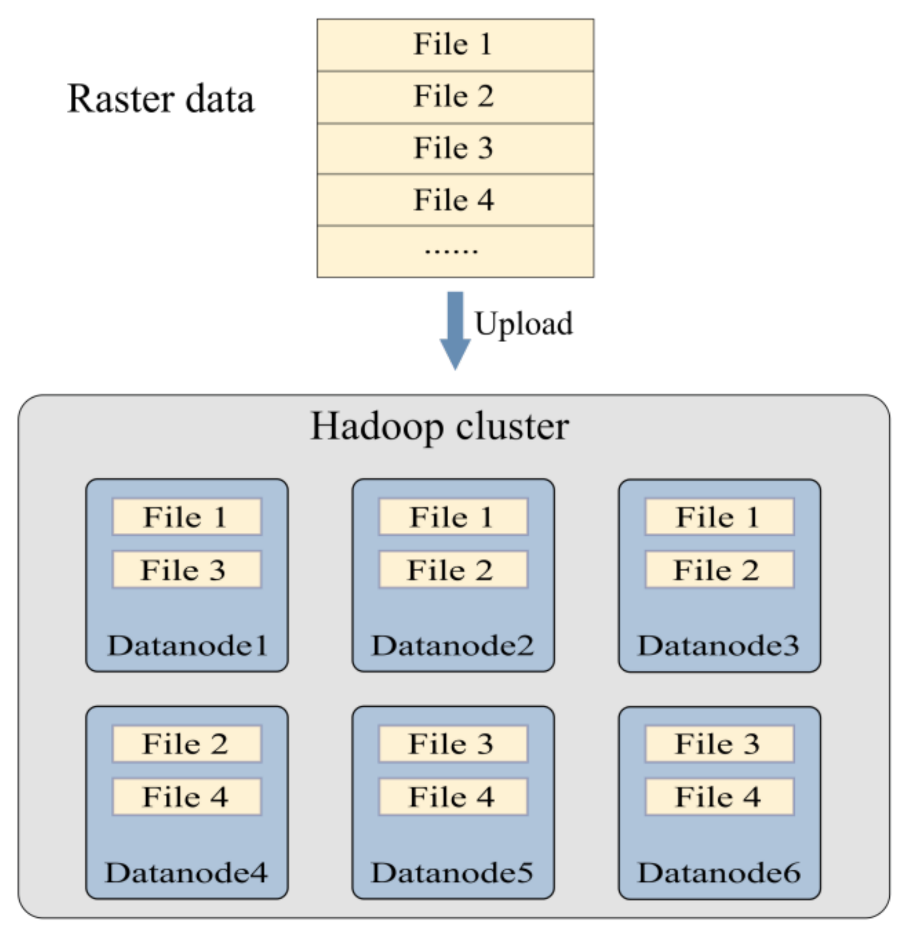 Raster data
File 1
File 2
File 3
File 4
......
Upload
Hadoop cluster
File 1
File 3
Datanode1
File 1
File 2
Datanode2
File 1
File 2
Datanode3
File 2
File 4
Datanode4
File 3
File 4
Datanode5
File 3
File 4
Datanode6